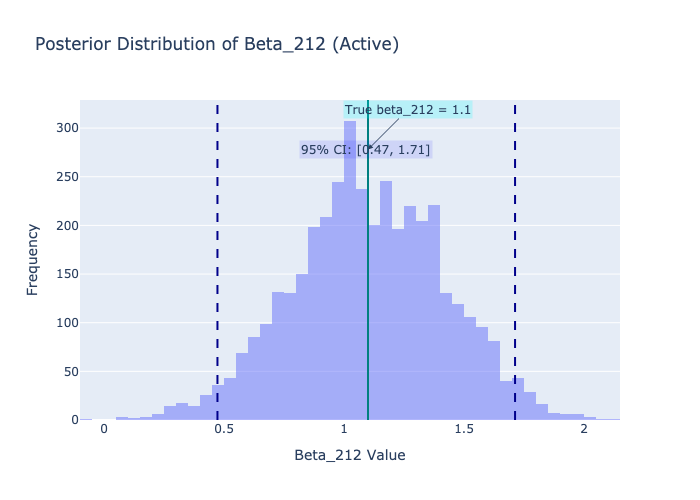 Posterior Distribution of Beta_212 (Active)
True beta_212 = 1.1
95% CI: [0.47, 1.71]
300
250
200
150
100
50
0
Frequency
0
0.5
1
1.5
2
Beta_212 Value